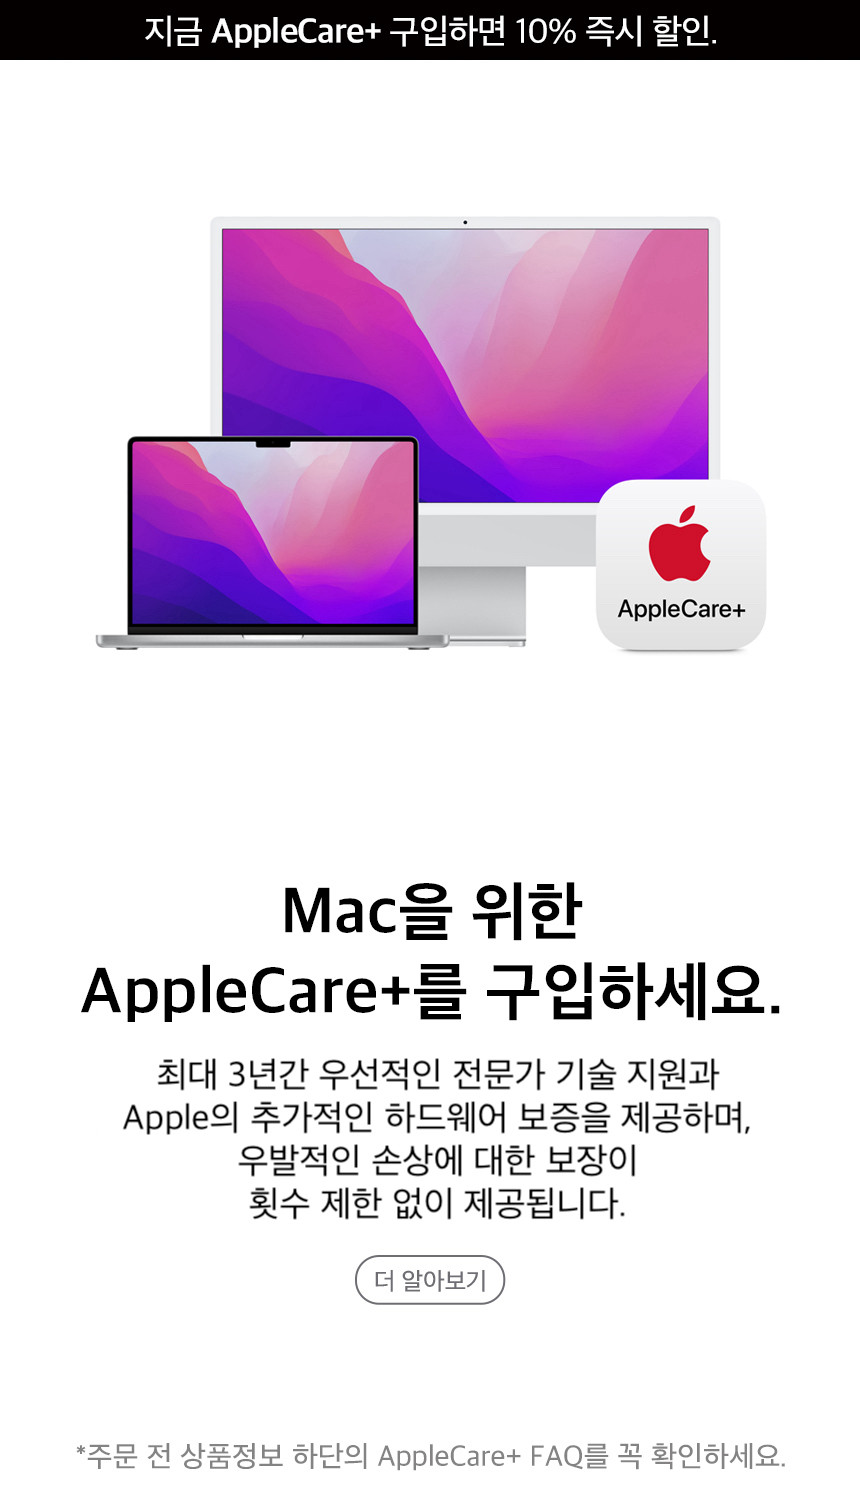 지금 AppleCare+ 구입하면 10% 즉시 할인.
AppleCare+
Mac을 위한
AppleCare+를 구입하세요.
최대 3년간 우선적인 전문가 기술 지원과
Apple의 추가적인 하드웨어 보증을 제공하며,
우발적인 손상에 대한 보장이
횟수 제한 없이 제공됩니다.
더 알아보기
*주문 전 상품정보 하단의 AppleCare+ FAQ를 꼭 확인하세요.